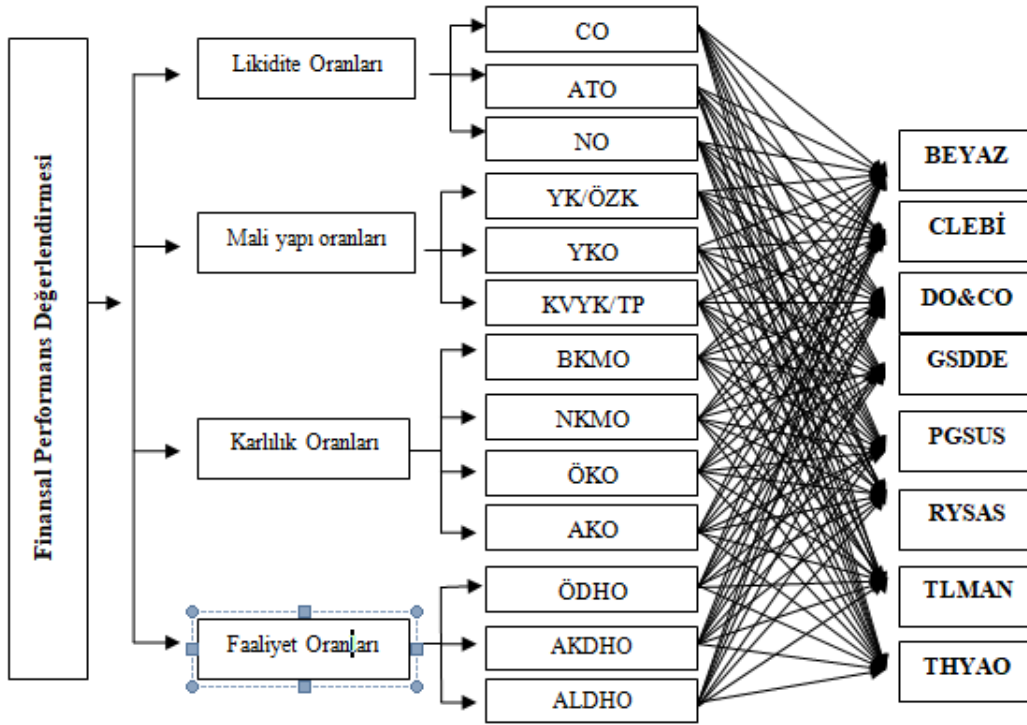 Finansal Performans Değerlendirmesi
Likidite Oranları
Mali yapı oranları
Karlılık Oranları
Faaliyet Oranları
CO
ATO
NO
YK/ÖZK
YKO
KVYK/TP
BKMO
NKMO
ÖKO
AKO
ÖDHO
AKDHO
ALDHO
BEYAZ
CLEBİ
DO&CO
GSDDE
PGSUS
RYSAS
TLMAN
THYAO